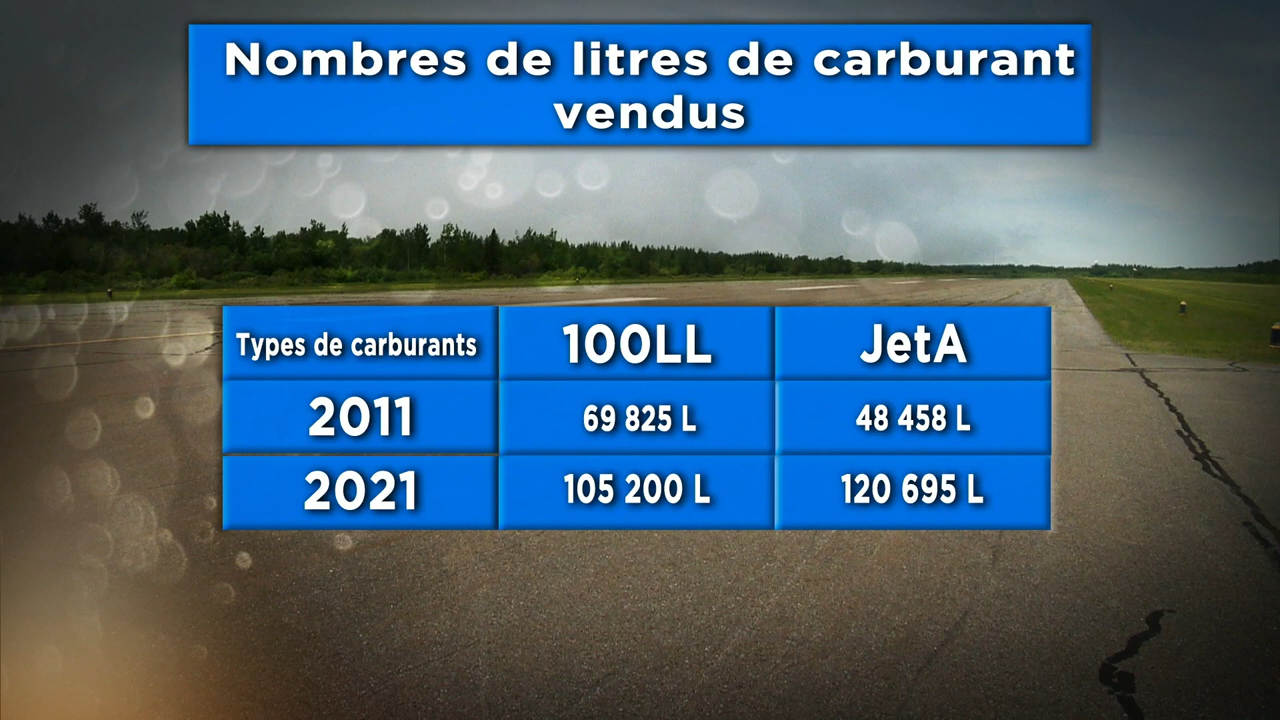 Nombres de litres de carburant
vendus
Types de carburants 100LL JetA
2011 69 825 L 48 458 L
2021 105 200 L 120 695 L